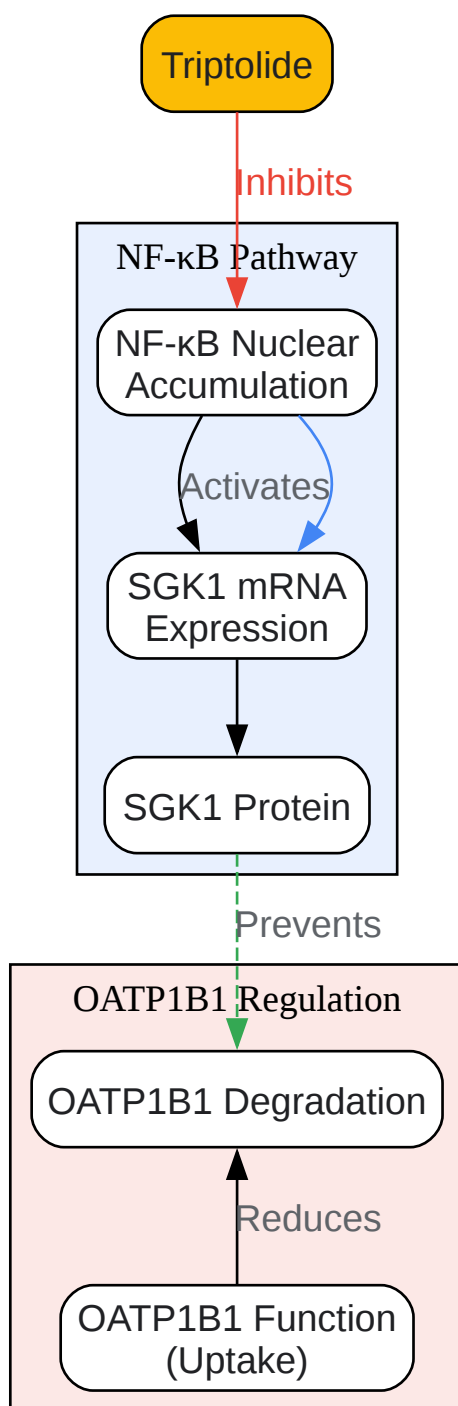 Triptolide
Inhibits
NF-κB Pathway
NF-κB Nuclear
Accumulation
Activates
SGK1 mRNA
Expression
SGK1 Protein
Prevents
OATP1B1 Regulation
OATP1B1 Degradation
Reduces
OATP1B1 Function
(Uptake)